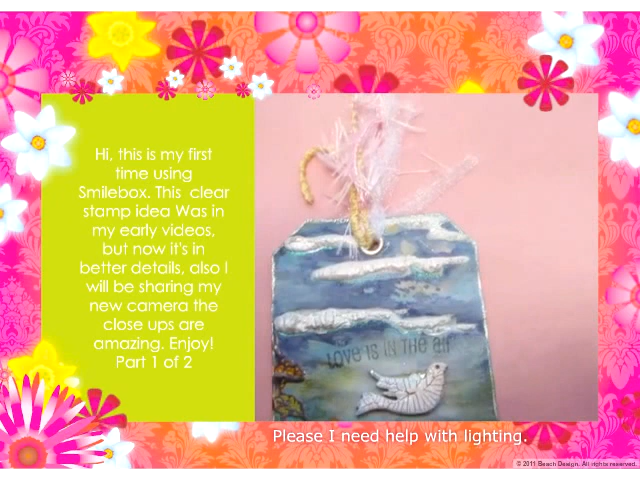 Hi, this is my first
time using
Smilebox. This  clear
stamp idea Was in
my early videos,
but now it's in
better details, also I
will be sharing my
new camera the
close ups are
amazing. Enjoy!
Part 1 of 2
LOVE IS IN THE AIR
Please I need help with lighting.
© 2011 Beach Design. All rights reserved.